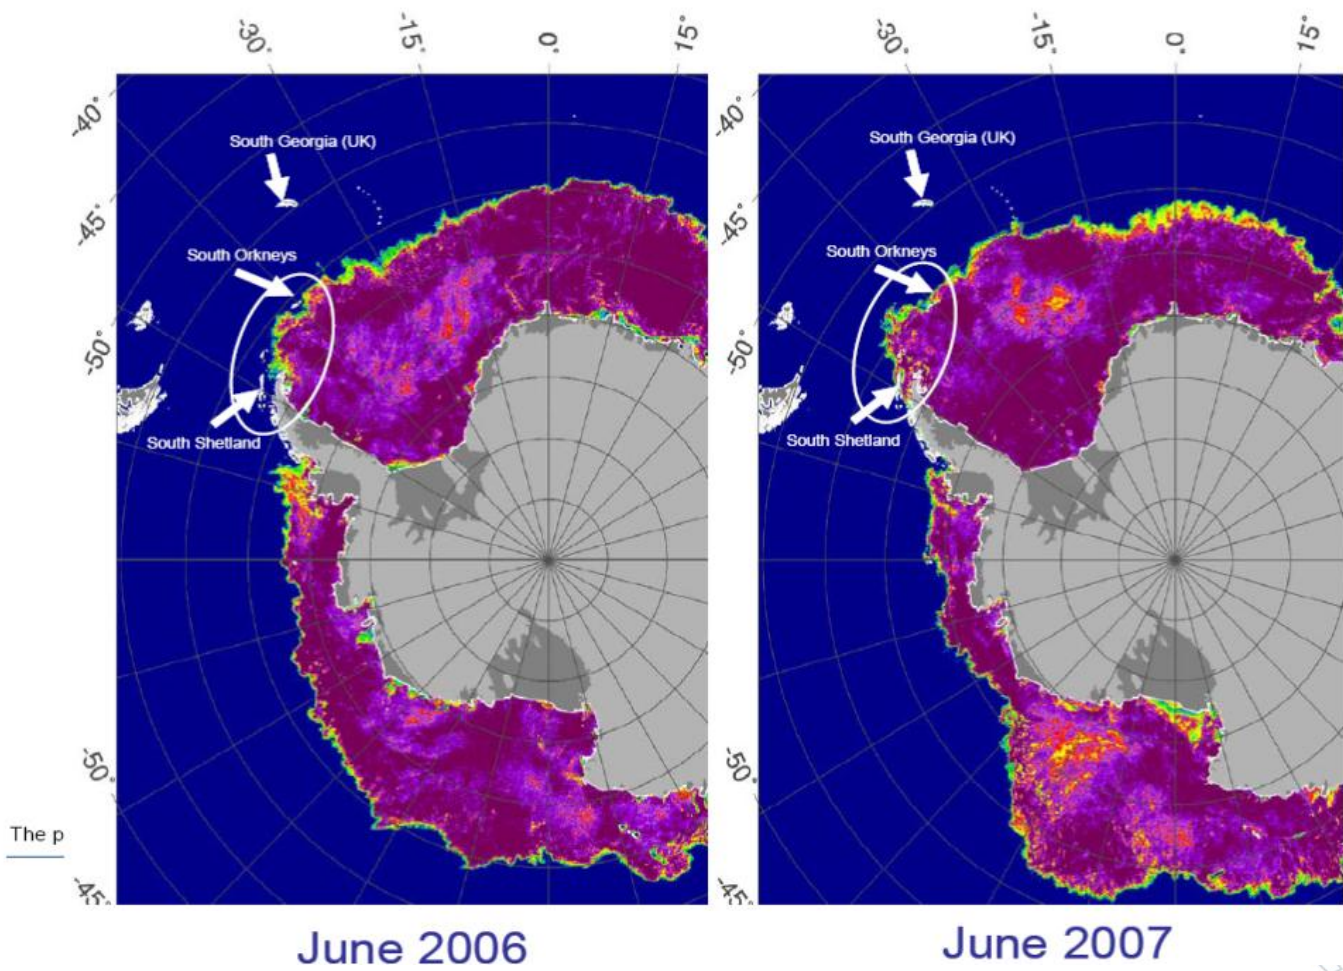 -30°
-15°
0°
15°
-30°
-15°
0°
15°
-40°
-40°
South Georgia (UK)
South Georgia (UK)
-45°
-45°
South Orkneys
South Orkneys
-50°
-50°
South Shetland
South Shetland
-50°
-50°
The p
-45°
-45°
June 2006
June 2007